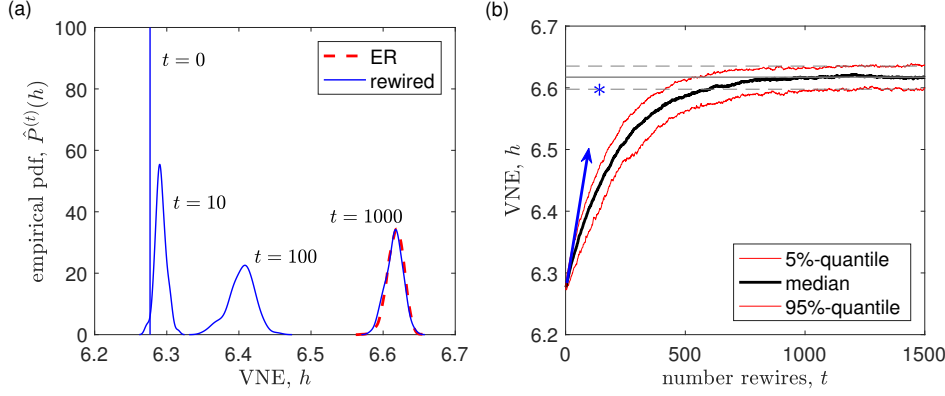 (a)
100
80
60
40
20
0
empirical pdf, P̂^(t)(h)
t=0
t=10
t=100
t=1000
ER
rewired
6.2 6.3 6.4 6.5 6.6 6.7
VNE, h
(b)
6.7
6.6
6.5
6.4
6.3
6.2
VNE, h
*
5%-quantile
median
95%-quantile
0 500 1000 1500
number rewires, t